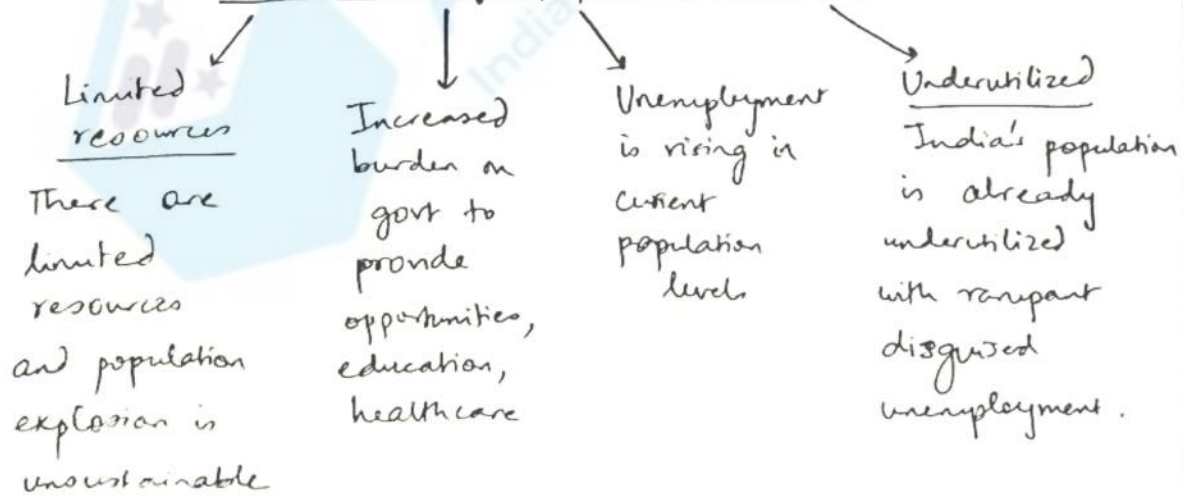 Limited
resources
There are
limited
resources
and population
explosion is
unsustainable
Increased
burden on
govt to
provide
opportunities,
education,
healthcare
Unemployment
is rising in
current
population
levels
Underutilized
India's population
is already
underutilized
with rampant
disguised
unemployment.
India